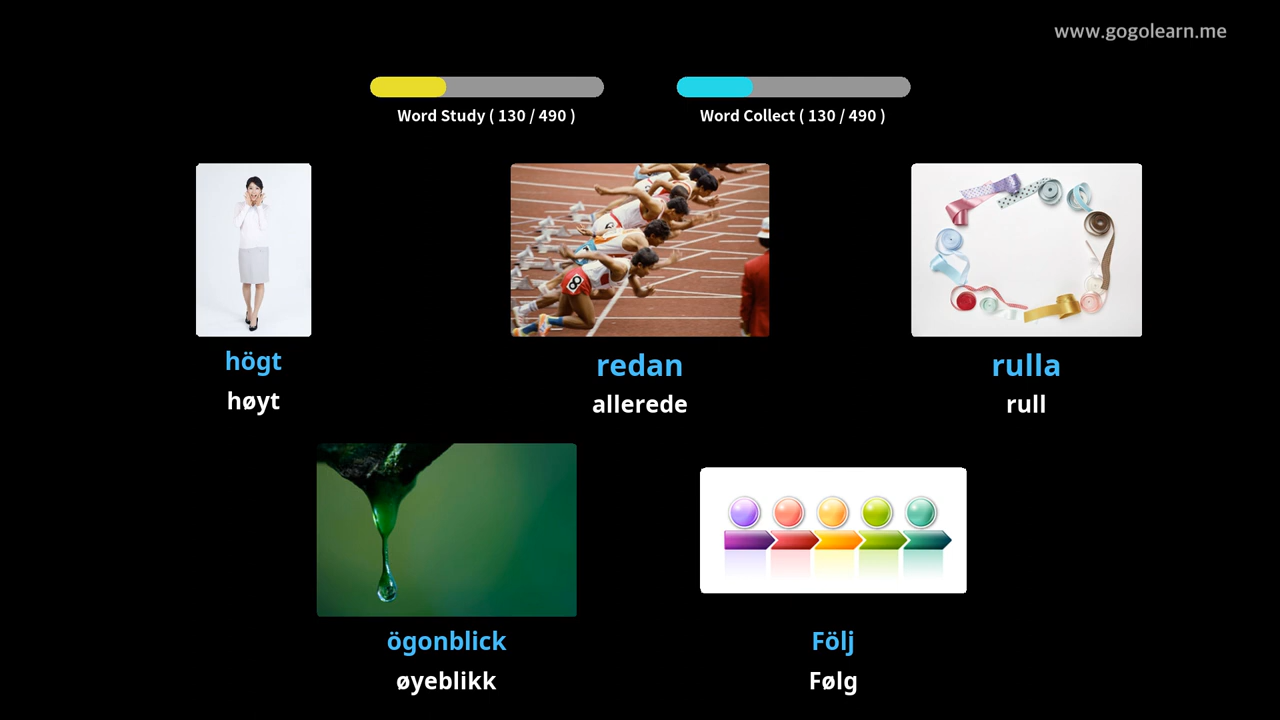 www.gogolearn.me
Word Study ( 130 / 490 )
Word Collect ( 130 / 490 )
högt
høyt
redan
allerede
rulla
rull
ögonblick
øyeblikk
Följ
Følg